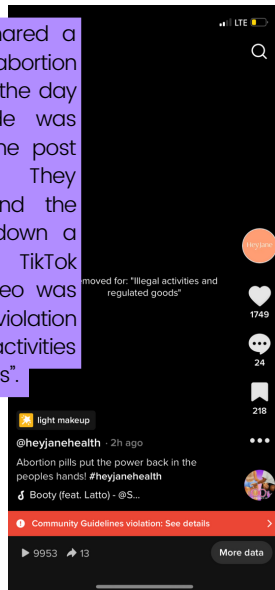 LTE
ared a
abortion
the day
le was
ne post
They
nd the
down a
TikTok
eo was
violation
activities
s”.
moved for: "Illegal activities and
regulated goods"
HeyJane
1749
24
218
light makeup
@heyjanehealth · 2h ago
Abortion pills put the power back in the
peoples hands! #heyjanehealth
Booty (feat. Latto) - @S...
Community Guidelines violation: See details
9953 13
More data